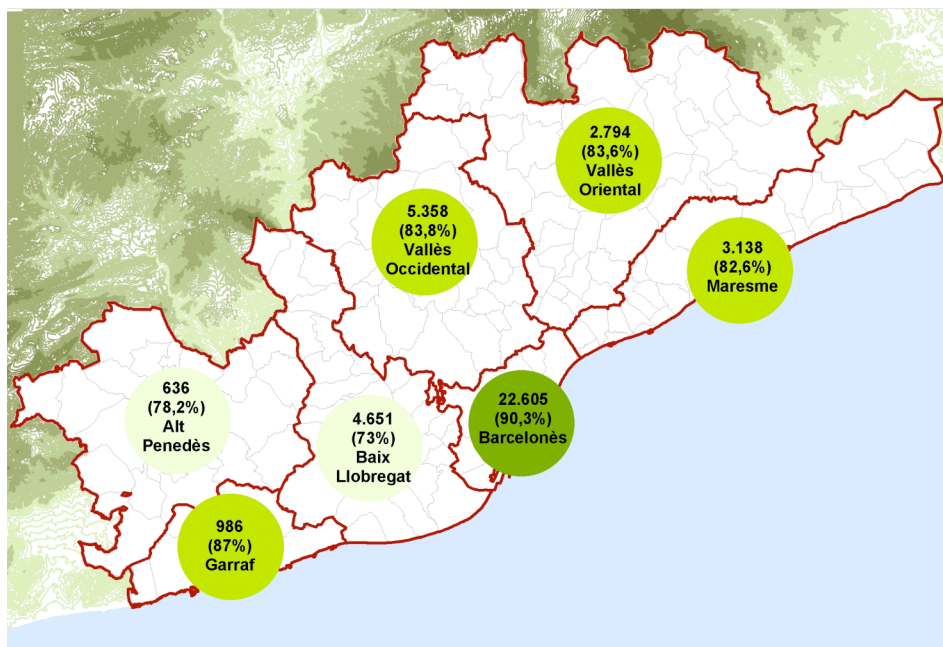 2.794
(83,6%)
Vallès
Oriental
5.358
(83,8%)
Vallès
Occidental
3.138
(82,6%)
Maresme
636
(78,2%)
Alt
Penedès
4.651
(73%)
Baix
Llobregat
22.605
(90,3%)
Barcelonès
986
(87%)
Garraf